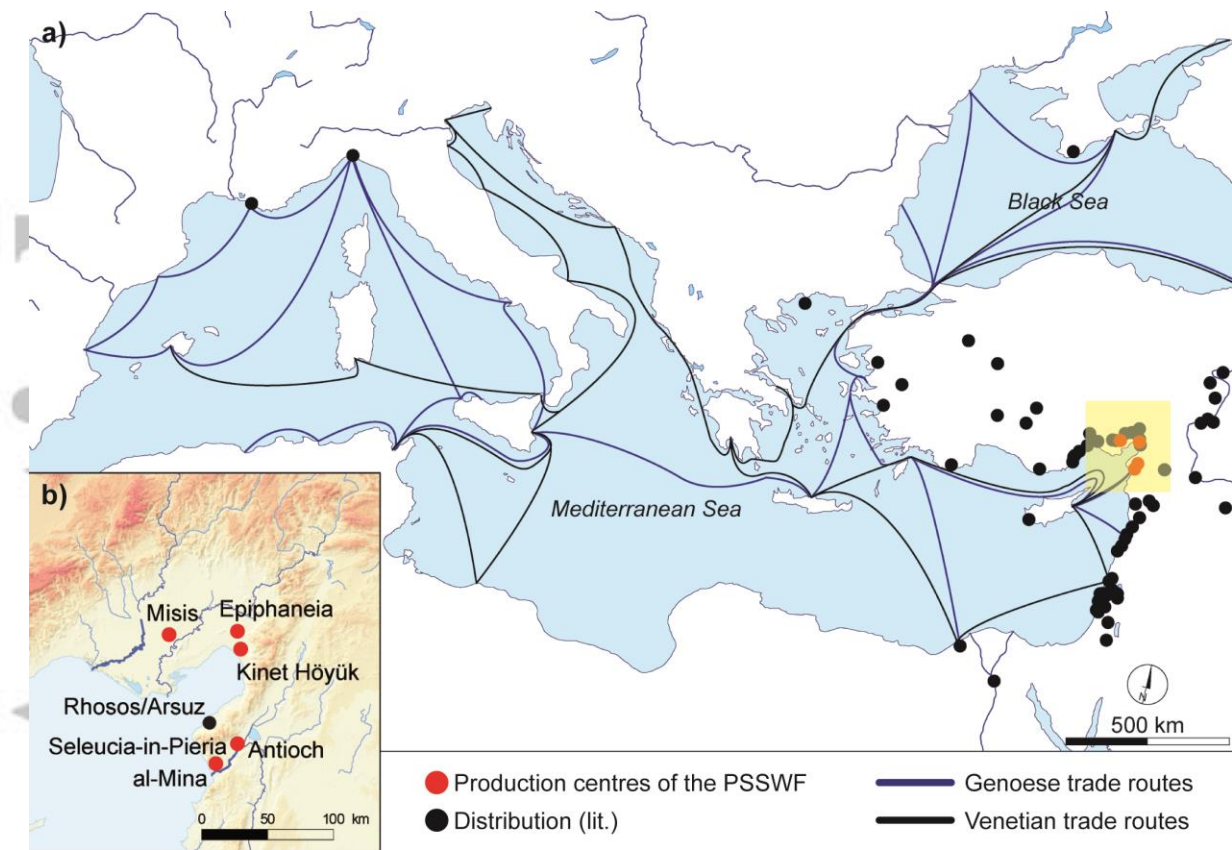 a)
Black Sea
Mediterranean Sea
N
500 km
b)
Misis
Epiphaneia
Kinet Höyük
Rhosos/Arsuz
Seleucia-in-Pieria
Antioch
al-Mina
0 50 100 km
Production centres of the PSSWF
Genoese trade routes
Distribution (lit.)
Venetian trade routes